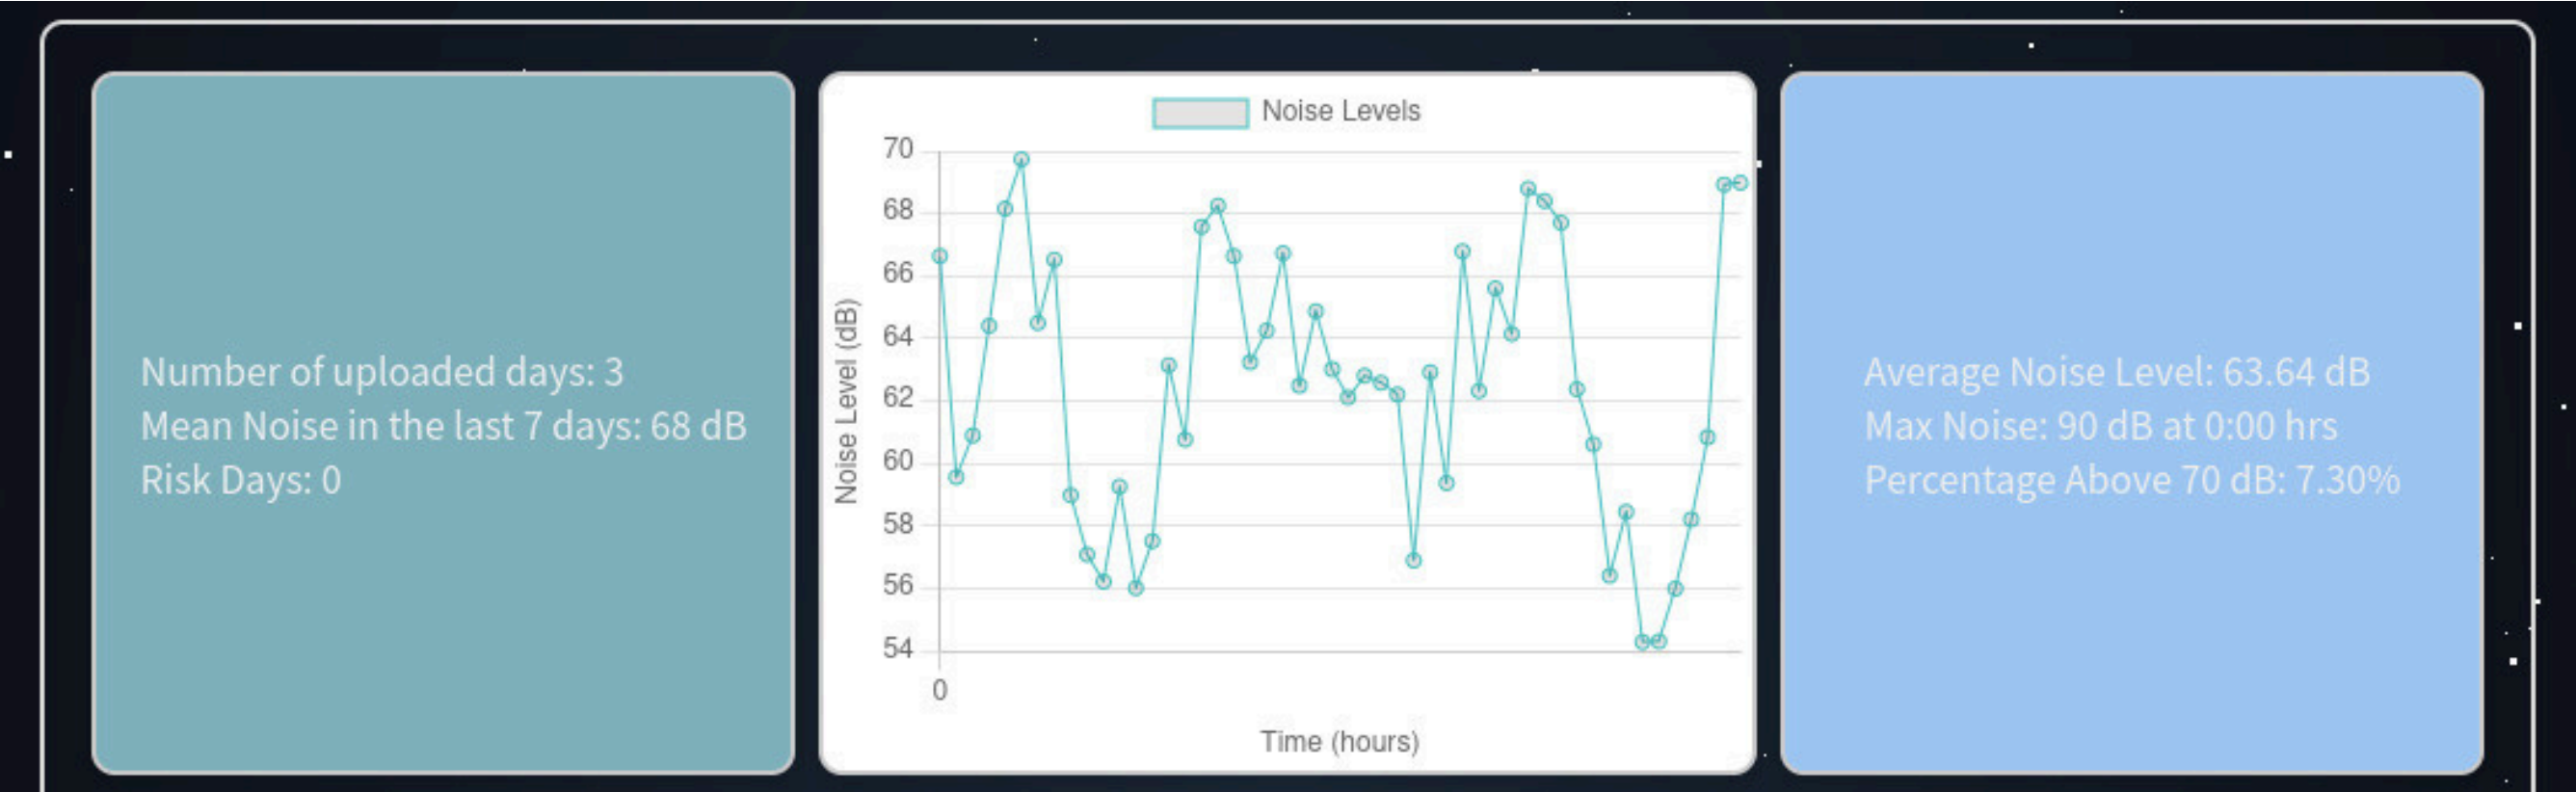 Number of uploaded days: 3
Mean Noise in the last 7 days: 68 dB
Risk Days: 0
Noise Levels
70
68
66
64
62
60
58
56
54
Noise Level (dB)
0
Time (hours)
Average Noise Level: 63.64 dB
Max Noise: 90 dB at 0:00 hrs
Percentage Above 70 dB: 7.30%